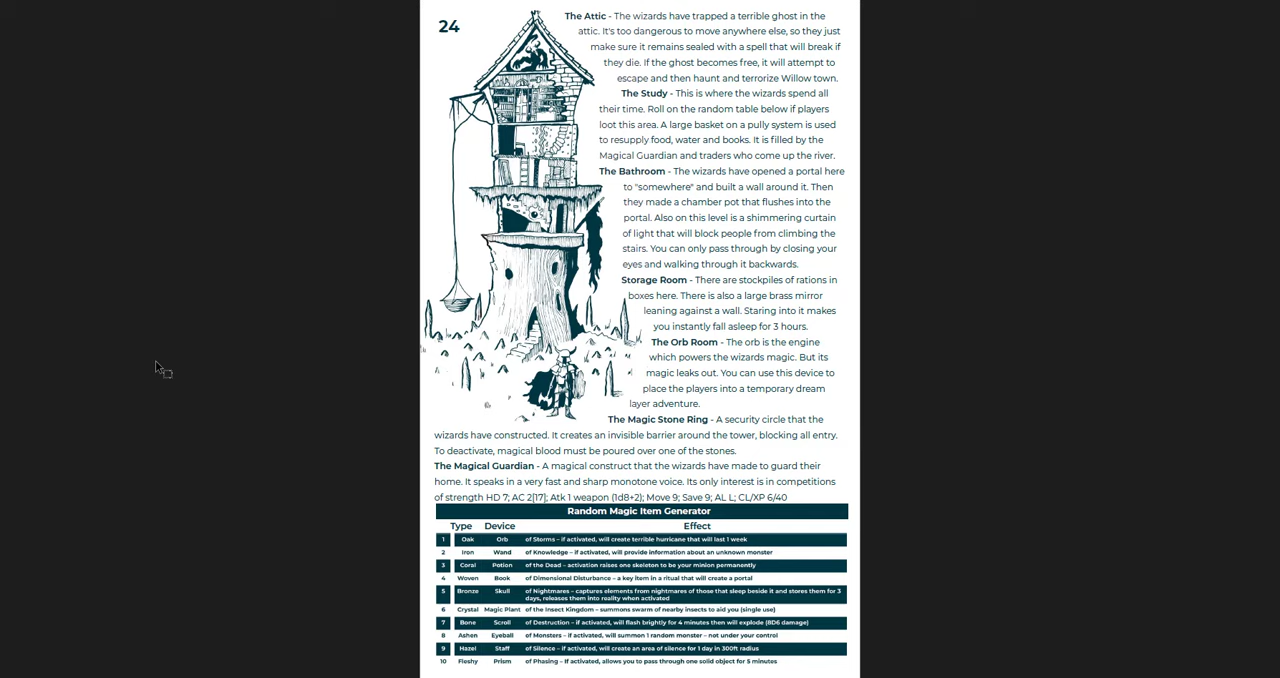 24
The Attic - The wizards have trapped a terrible ghost in the
attic. It's too dangerous to move anywhere else, so they just
make sure it remains sealed with a spell that will break if
they die. If the ghost becomes free, it will attempt to
escape and then haunt and terrorize Willow town.
The Study - This is where the wizards spend all
their time. Roll on the random table below if players
loot this area. A large basket on a pully system is used
to resupply food, water and books. It is filled by the
Magical Guardian and traders who come up the river.
The Bathroom - The wizards have opened a portal here
to "somewhere" and built a wall around it. Then
they made a chamber pot that flushes into the
portal. Also on this level is a shimmering curtain
of light that will block people from climbing the
stairs. You can only pass through by closing your
eyes and walking through it backwards.
Storage Room - There are stockpiles of rations in
boxes here. There is also a large brass mirror
leaning against a wall. Staring into it makes
you instantly fall asleep for 3 hours.
The Orb Room - The orb is the engine
which powers the wizards magic. But its
magic leaks out. You can use this device to
place the players into a temporary dream
layer adventure.
The Magic Stone Ring - A security circle that the
wizards have constructed. It creates an invisible barrier around the tower, blocking all entry.
To deactivate, magical blood must be poured over one of the stones.
The Magical Guardian - A magical construct that the wizards have made to guard their
home. It speaks in a very fast and sharp monotone voice. Its only interest is in competitions
of strength HD 7; AC 2[17]; Atk 1 weapon (1d8+2); Move 9; Save 9; AL L; CL/XP 6/40
Random Magic Item Generator
Type Device Effect
1 Oak Orb of Storms – if activated, will create terrible hurricane that will last 1 week
2 Iron Wand of Knowledge – if activated, will provide information about an unknown monster
3 Coral Potion of the Dead – activation raises one skeleton to be your minion permanently
4 Woven Book of Dimensional Disturbance – a key item in a ritual that will create a portal
5 Bronze Skull of Nightmares – captures elements from nightmares of those that sleep beside it and stores them for 3
days, releases them into reality when activated
6 Crystal Magic Plant of the Insect Kingdom – summons swarm of nearby insects to aid you (single use)
7 Bone Scroll of Destruction – if activated, will flash brightly for 4 minutes then will explode (8D6 damage)
8 Ashen Eyeball of Monsters – if activated, will summon 1 random monster – not under your control
9 Hazel Staff of Silence – if activated, will create an area of silence for 1 day in 300ft radius
10 Fleshy Prism of Phasing – If activated, allows you to pass through one solid object for 5 minutes